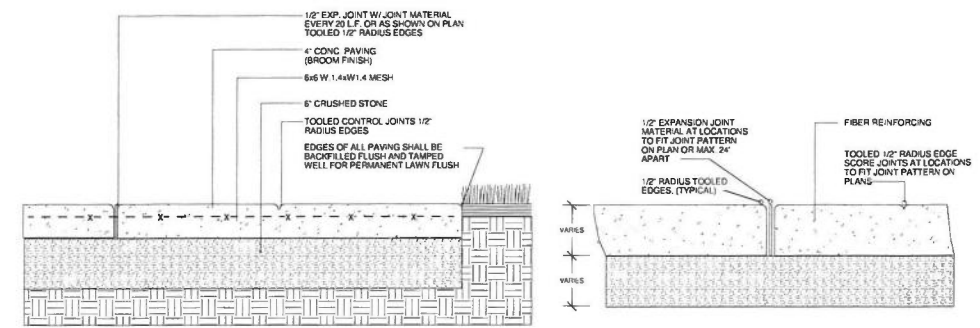 1/2" EXP. JOINT W/ JOINT MATERIAL
EVERY 20 L.F. OR AS SHOWN ON PLAN
TOOLED 1/2" RADIUS EDGES
4" CONC. PAVING
(BROOM FINISH)
6x6 W 1.4xW1.4 MESH
6" CRUSHED STONE
TOOLED CONTROL JOINTS 1/2"
RADIUS EDGES
EDGES OF ALL PAVING SHALL BE
BACKFILLED FLUSH AND TAMPED
WELL FOR PERMANENT LAWN FLUSH
1/2" EXPANSION JOINT
MATERIAL AT LOCATIONS
TO FIT JOINT PATTERN
ON PLAN OR MAX 24'
APART
1/2" RADIUS TOOLED
EDGES. (TYPICAL)
FIBER REINFORCING
TOOLED 1/2" RADIUS EDGE
SCORE JOINTS AT LOCATIONS
TO FIT JOINT PATTERN ON
PLANS
VARIES
VARIES